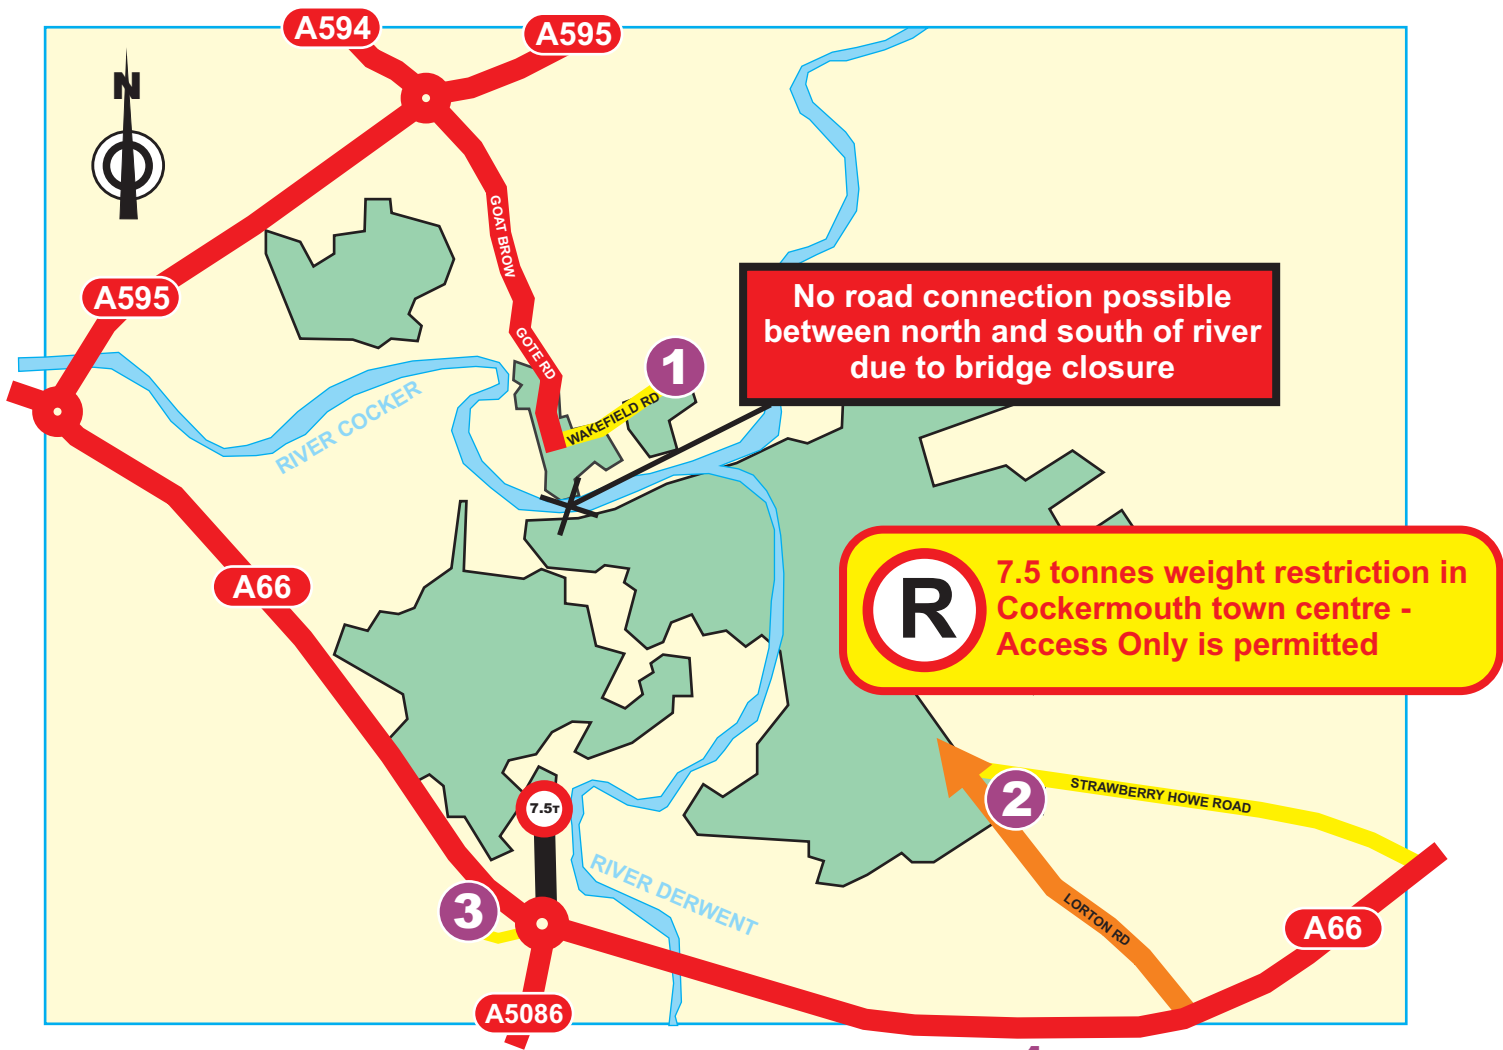 A594
A595
N
GOAT BROW
A595
No road connection possible
between north and south of river
due to bridge closure
GOTE RD
1
WAKEFIELD RD
RIVER COCKER
A66
R
7.5 tonnes weight restriction in
Cockermouth town centre -
Access Only is permitted
2
STRAWBERRY HOWE ROAD
7.5T
RIVER DERWENT
3
LORTON RD
A66
A5086